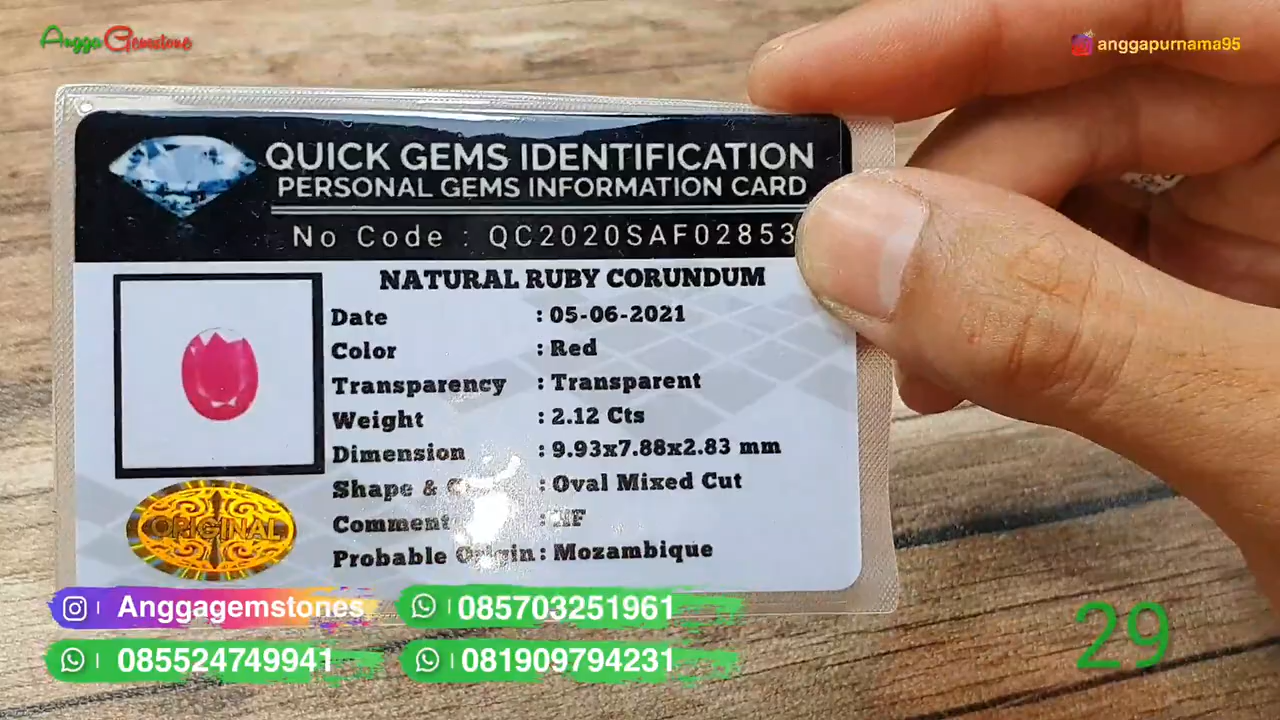 Angga Gemstone
anggapurnama95
QUICK GEMS IDENTIFICATION
PERSONAL GEMS INFORMATION CARD
No Code : QC2020SAF02853
NATURAL RUBY CORUNDUM
Date : 05-06-2021
Color : Red
Transparency : Transparent
Weight : 2.12 Cts
Dimension : 9.93x7.88x2.83 mm
Shape & : Oval Mixed Cut
Comment :
Probable Origin : Mozambique
ORIGINAL
Anggagemstones
085703251961
085524749941
081909794231
29